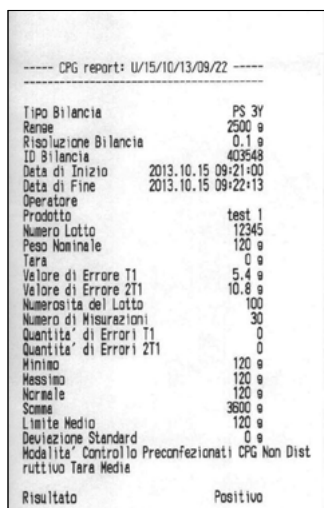 ----- CPG report: U/15/10/13/09/22 -----
----------------------------------------
Tipo Bilancia PS 3Y
Range 2500 g
Risoluzione Bilancia 0.1 g
ID Bilancia 403548
Data di Inizio 2013.10.15 09:21:00
Data di Fine 2013.10.15 09:22:13
Operatore
Prodotto test 1
Numero Lotto 12345
Peso Nominale 120 g
Tara 0 g
Valore di Errore T1 5.4 g
Valore di Errore 2T1 10.8 g
Numerosita del Lotto 100
Numero di Misurazioni 30
Quantita' di Errori T1 0
Quantita' di Errori 2T1 0
Minimo 120 g
Massimo 120 g
Normale 120 g
Somma 3600 g
Limite Medio 120 g
Deviazione Standard 0 g
Modalita' Controllo Preconfezionati CPG Non Dist
ruttivo Tara Media
Risultato Positivo